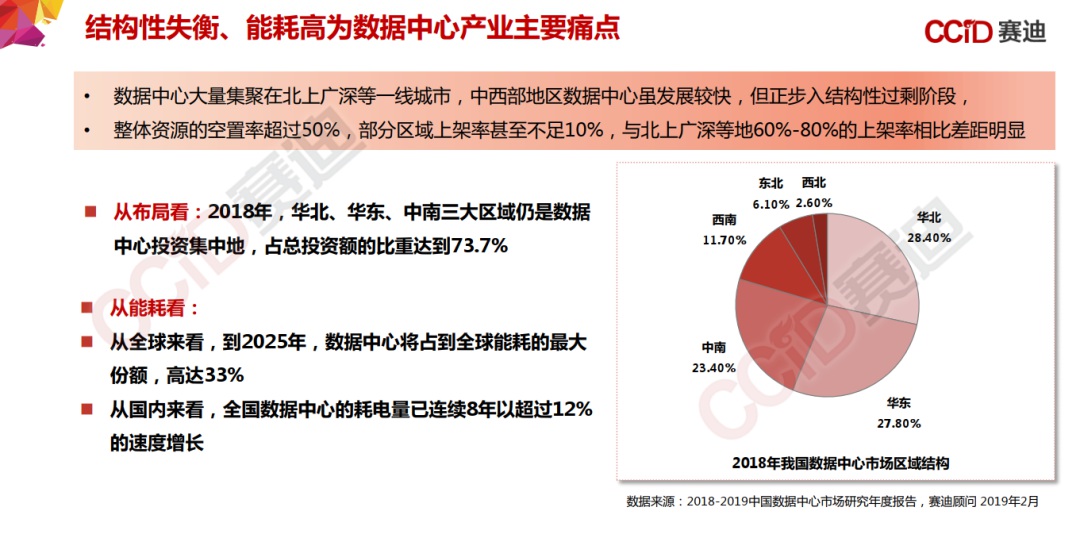 结构性失衡、能耗高为数据中心产业主要痛点
CCID 赛迪
• 数据中心大量集聚在北上广深等一线城市，中西部地区数据中心虽发展较快，但正步入结构性过剩阶段，
• 整体资源的空置率超过50%，部分区域上架率甚至不足10%，与北上广深等地60%-80%的上架率相比差距明显
从布局看：2018年，华北、华东、中南三大区域仍是数据
中心投资集中地，占总投资额的比重达到73.7%
从能耗看：
从全球来看，到2025年，数据中心将占到全球能耗的最大
份额，高达33%
从国内来看，全国数据中心的耗电量已连续8年以超过12%
的速度增长
东北
6.10%
西北
2.60%
西南
11.70%
华北
28.40%
中南
23.40%
华东
27.80%
2018年我国数据中心市场区域结构
数据来源：2018-2019中国数据中心市场研究年度报告，赛迪顾问 2019年2月
CCID赛迪
CCID赛迪